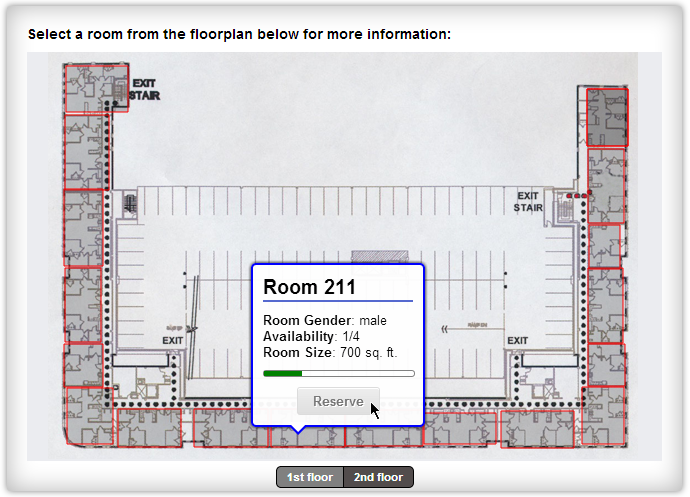 Select a room from the floorplan below for more information:
EXIT
STAIR
EXIT
STAIR
Room 211
Room Gender: male
Availability: 1/4
Room Size: 700 sq. ft.
EXIT
EXIT
Reserve
1st floor
2nd floor